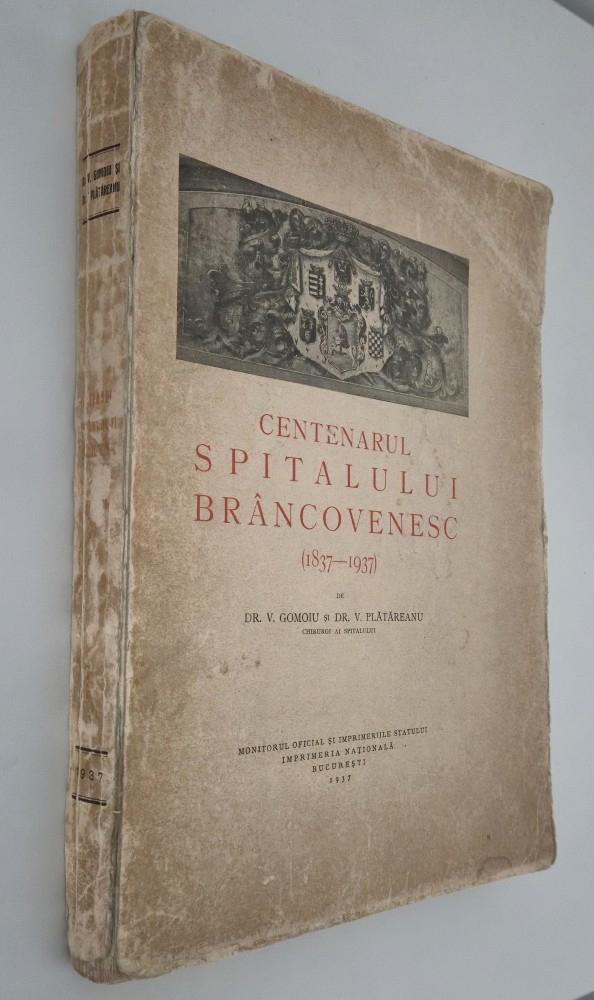 V. GOMOIU ȘI
PLĂTĂREANU
1937
CENTENARUL
SPITALULUI
BRÂNCOVENESC
(1837—1937)
DE
DR. V. GOMOIU ȘI DR. V. PLĂTĂREANU
CHIRURGI AI SPITALULUI
MONITORUL OFICIAL ȘI IMPRIMERIILE STATULUI
IMPRIMERIA NAȚIONALĂ
BUCUREȘTI
1937